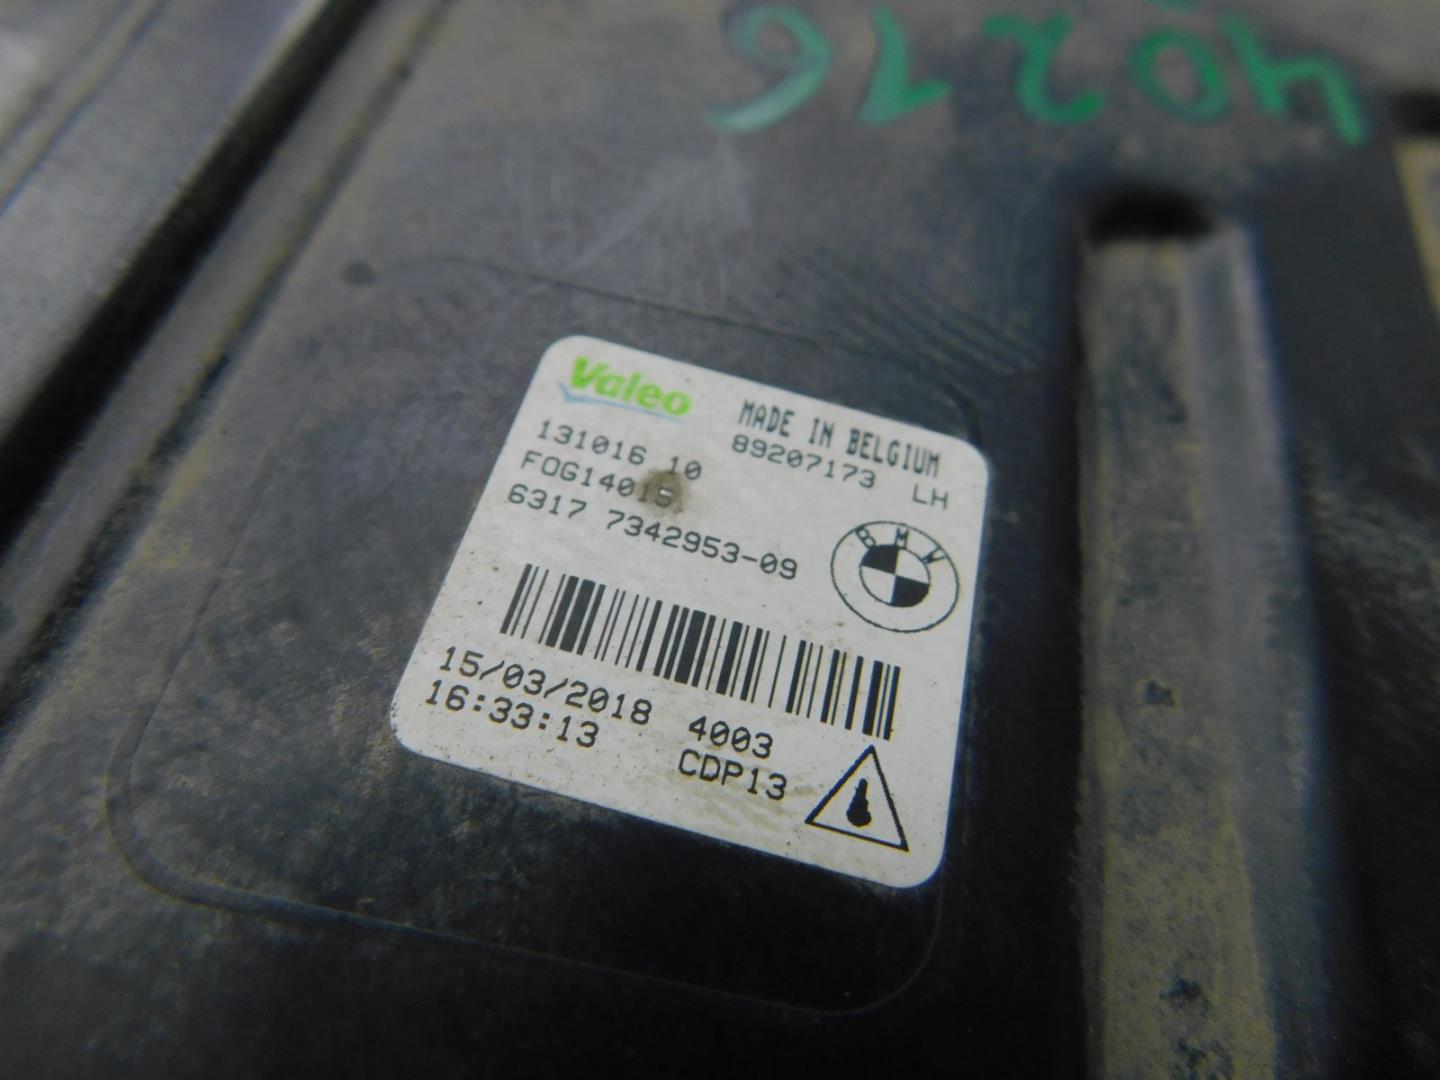 40216
Valeo
MADE IN BELGIUM
131016 10
89207173 LH
FOG14015
6317 7342953-09
BMW
15/03/2018 4003
16:33:13 CDP13